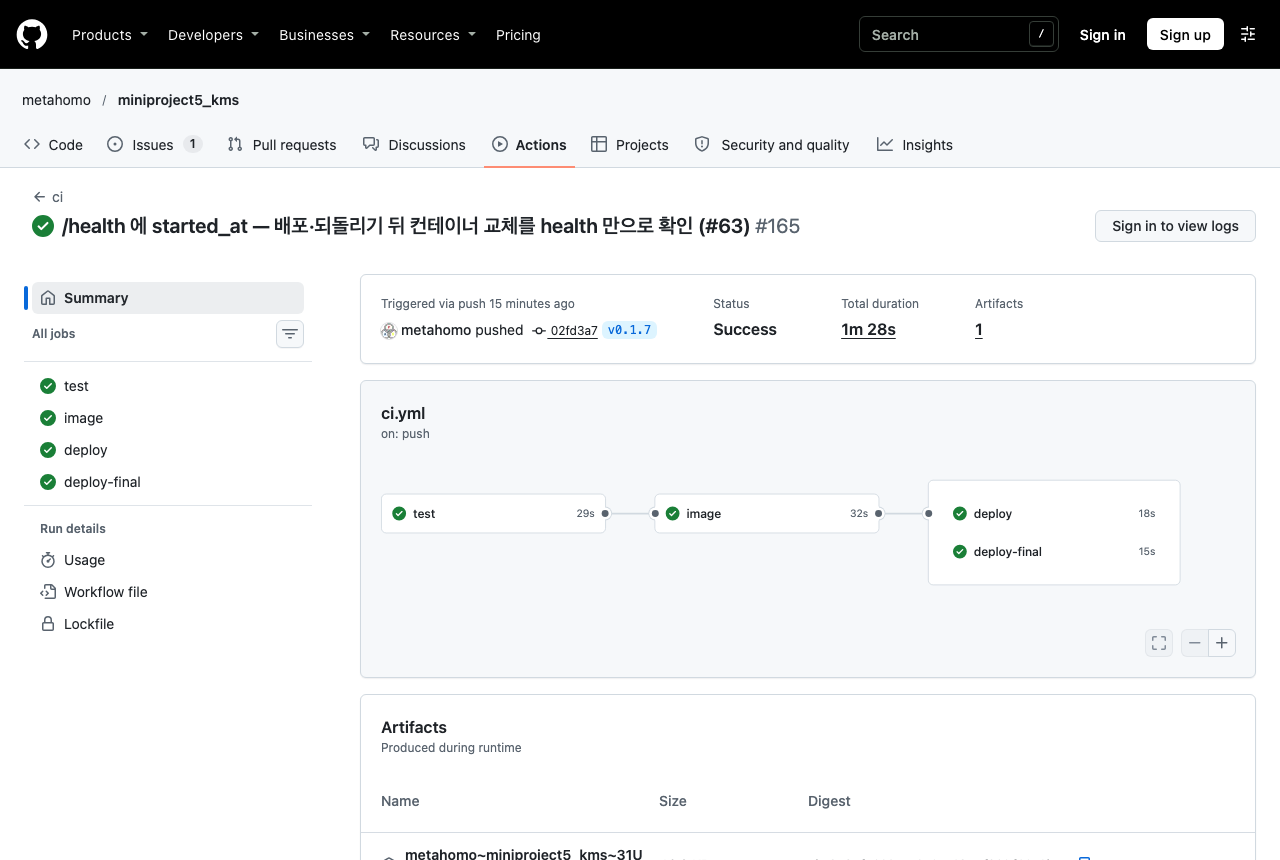 Products Developers Businesses Resources Pricing Search / Sign in Sign up
metahomo / miniproject5_kms
Code Issues 1 Pull requests Discussions Actions Projects Security and quality Insights
ci
/health 에 started_at — 배포·되돌리기 뒤 컨테이너 교체를 health 만으로 확인 (#63) #165
Sign in to view logs
Summary
All jobs
test
image
deploy
deploy-final
Run details
Usage
Workflow file
Lockfile
Triggered via push 15 minutes ago
metahomo pushed 02fd3a7 v0.1.7
Status
Success
Total duration
1m 28s
Artifacts
1
ci.yml
on: push
test 29s
image 32s
deploy 18s
deploy-final 15s
Artifacts
Produced during runtime
Name Size Digest
metahomo~miniproject5_kms~31U